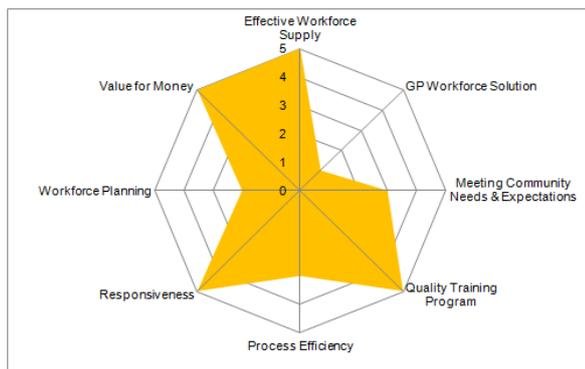 Effective Workforce
Supply
5
4
3
2
1
0
GP Workforce Solution
Meeting Community
Needs & Expectations
Quality Training
Program
Process Efficiency
Responsiveness
Workforce Planning
Value for Money